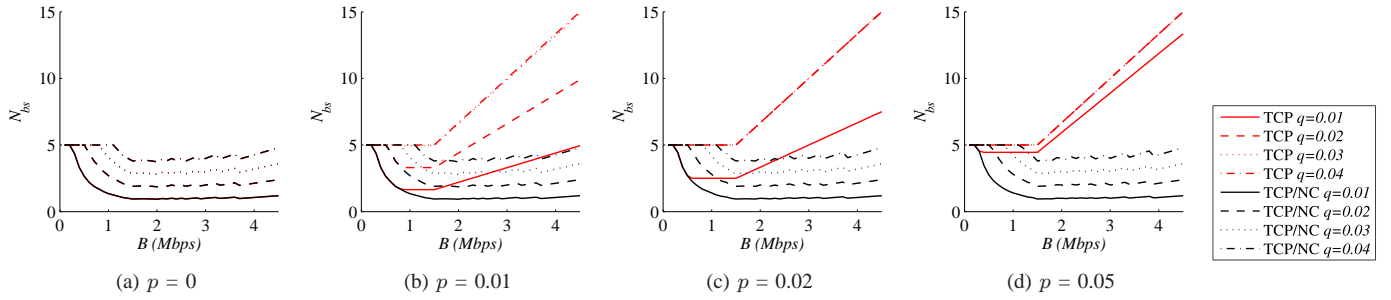 15
10
5
0
N_bs
0 1 2 3 4
B (Mbps)
(a) p = 0
15
10
5
0
N_bs
0 1 2 3 4
B (Mbps)
(b) p = 0.01
15
10
5
0
N_bs
0 1 2 3 4
B (Mbps)
(c) p = 0.02
15
10
5
0
N_bs
0 1 2 3 4
B (Mbps)
(d) p = 0.05
TCP q=0.01
TCP q=0.02
TCP q=0.03
TCP q=0.04
TCP/NC q=0.01
TCP/NC q=0.02
TCP/NC q=0.03
TCP/NC q=0.04